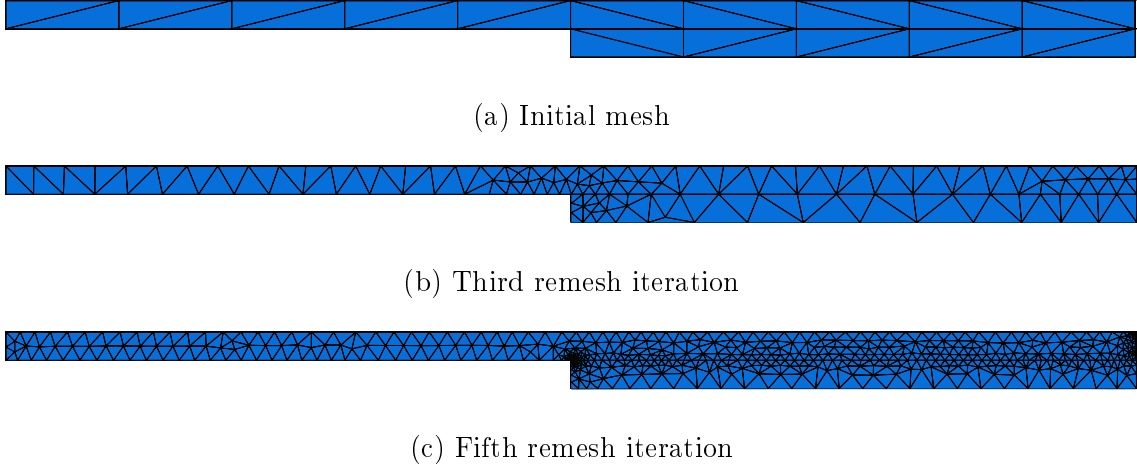 (a) Initial mesh
(b) Third remesh iteration
(c) Fifth remesh iteration